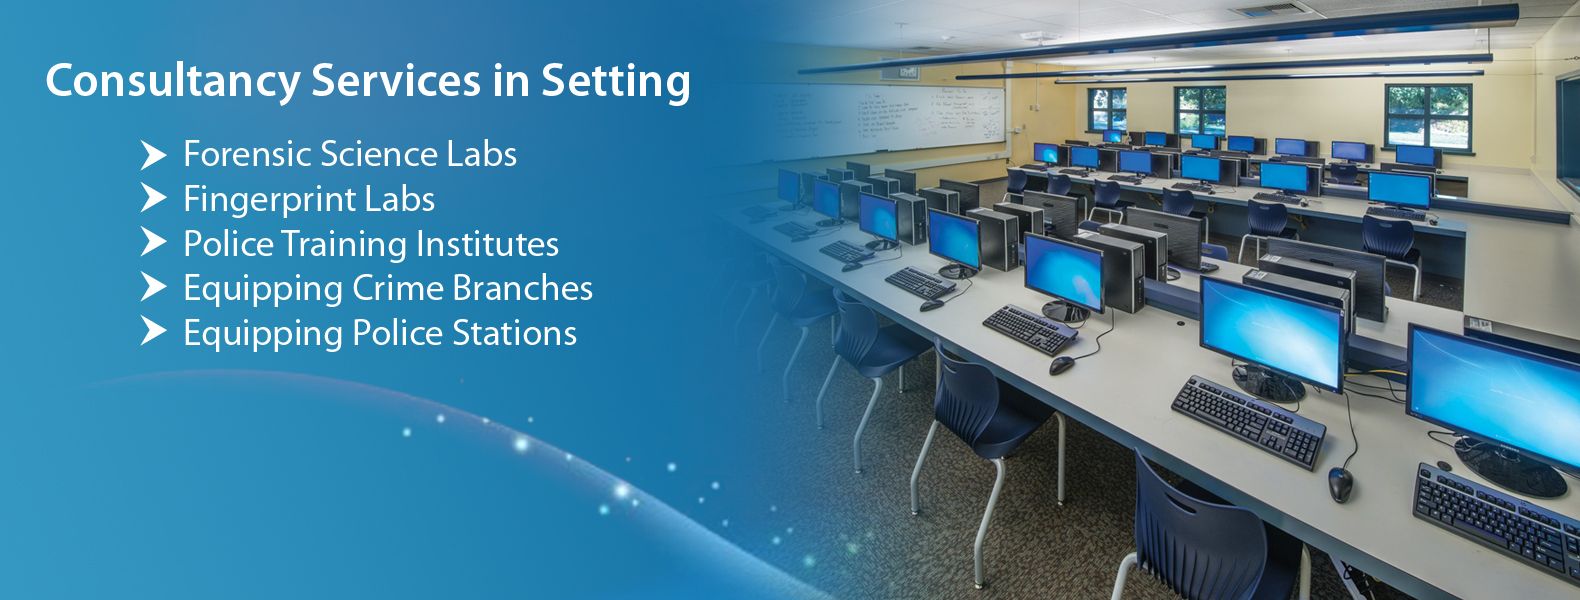 Consultancy Services in Setting
Forensic Science Labs
Fingerprint Labs
Police Training Institutes
Equipping Crime Branches
Equipping Police Stations